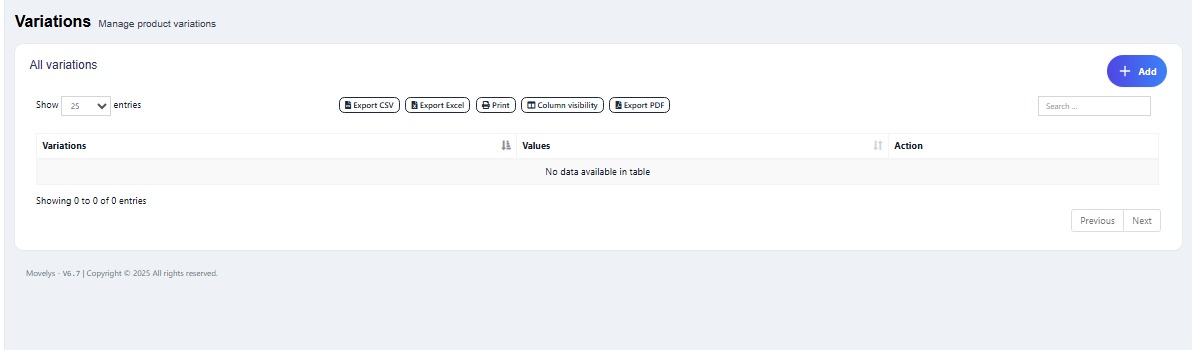 Variations Manage product variations
All variations
Add
Show 25 entries
Export CSV Export Excel Print Column visibility Export PDF
Search ...
Variations Values Action
No data available in table
Showing 0 to 0 of 0 entries
Previous Next
Movelys - V6.7 | Copyright © 2025 All rights reserved.